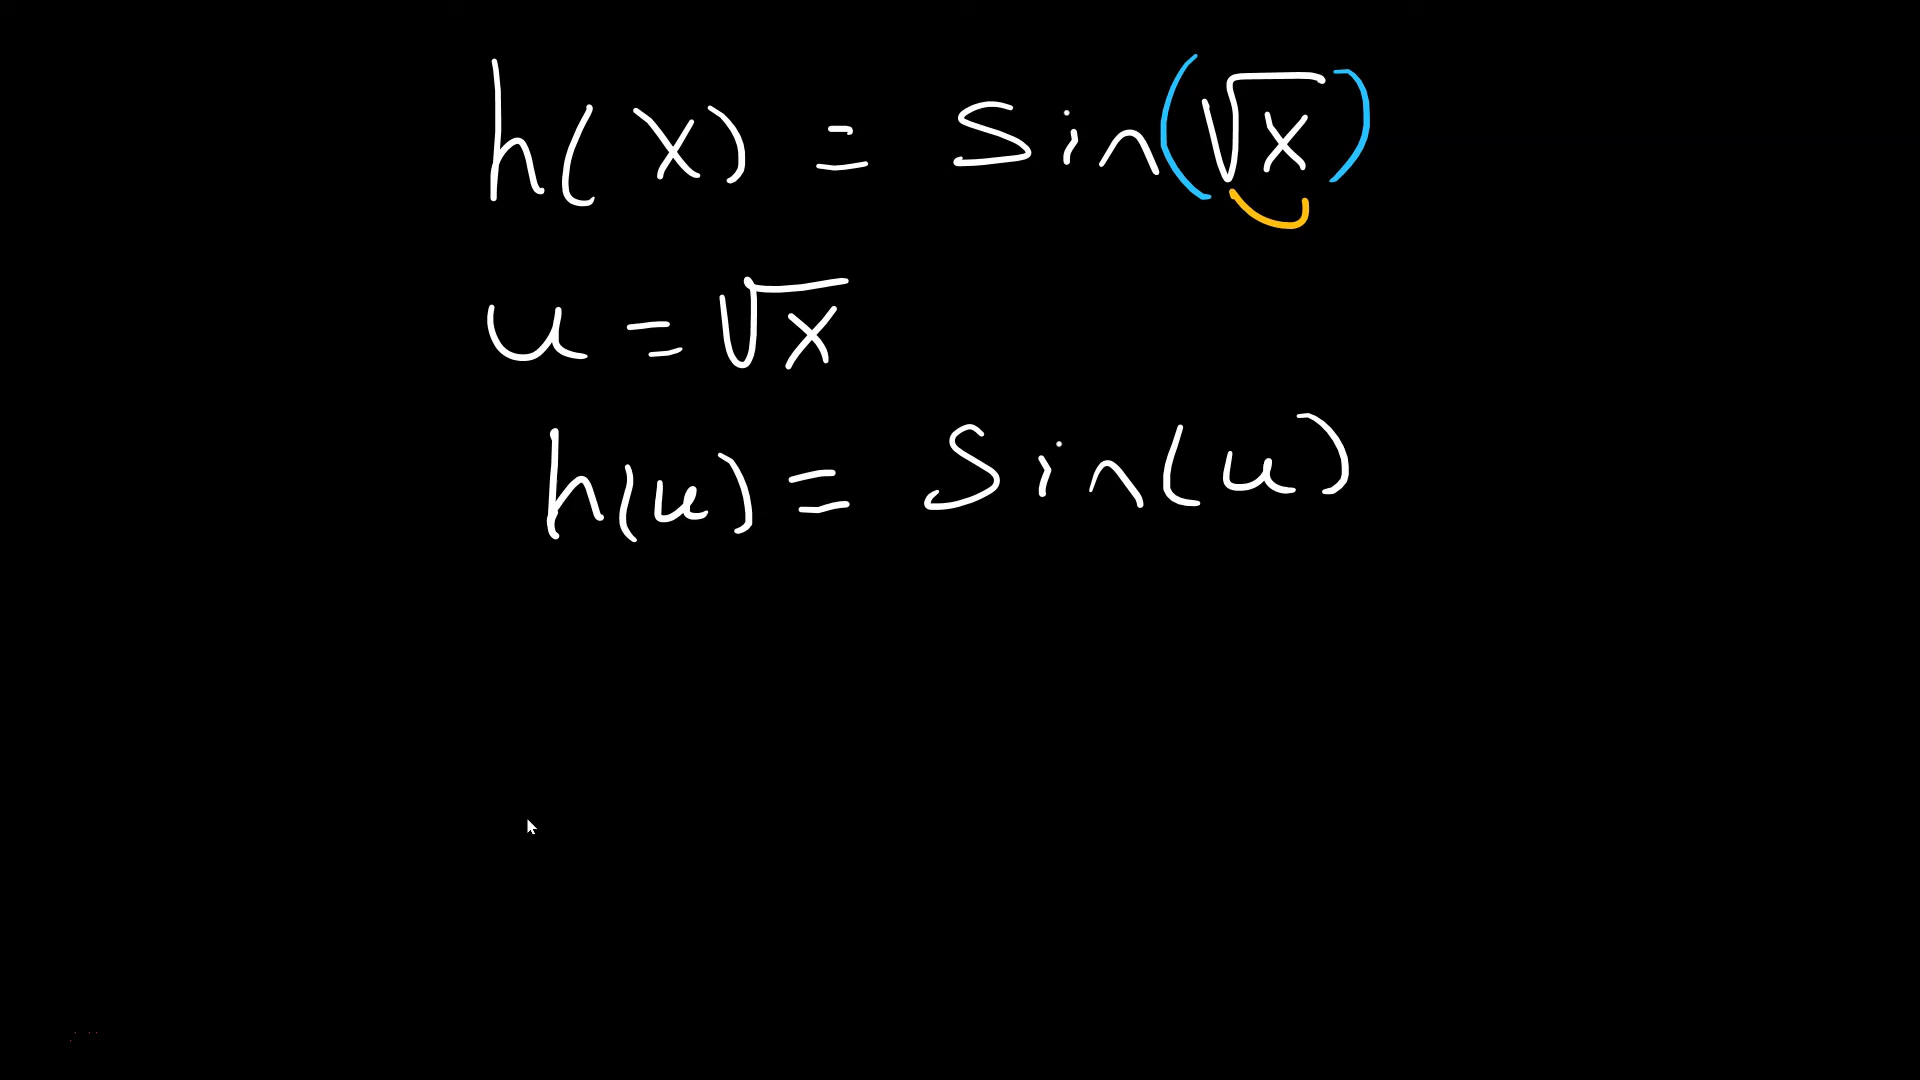 h(x) = sin(√x)
u = √x
h(u) = sin(u)